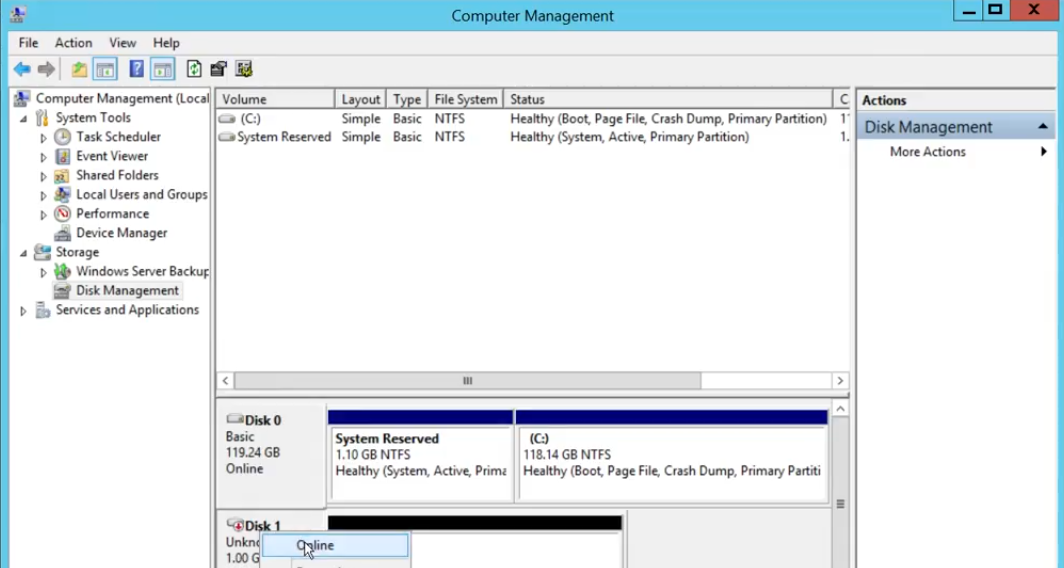 Computer Management
File Action View Help
Computer Management (Local
System Tools
Task Scheduler
Event Viewer
Shared Folders
Local Users and Groups
Performance
Device Manager
Storage
Windows Server Backup
Disk Management
Services and Applications
Volume Layout Type File System Status C
(C:) Simple Basic NTFS Healthy (Boot, Page File, Crash Dump, Primary Partition) 1
System Reserved Simple Basic NTFS Healthy (System, Active, Primary Partition) 1.
Actions
Disk Management
More Actions
Disk 0
Basic
119.24 GB
Online
System Reserved
1.10 GB NTFS
Healthy (System, Active, Prima
(C:)
118.14 GB NTFS
Healthy (Boot, Page File, Crash Dump, Primary Partiti
Disk 1
Unkno
1.00 G
Online